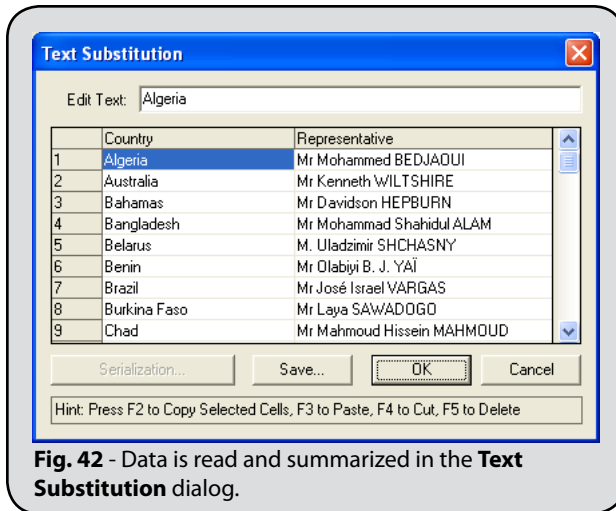 Text Substitution
Edit Text: Algeria
Country Representative
1 Algeria Mr Mohammed BEDJAOUI
2 Australia Mr Kenneth WILTSHIRE
3 Bahamas Mr Davidson HEPBURN
4 Bangladesh Mr Mohammad Shahidul ALAM
5 Belarus M. Uladzimir SHCHASNY
6 Benin Mr Olabiyi B. J. YAÏ
7 Brazil Mr José Israel VARGAS
8 Burkina Faso Mr Laya SAWADOGO
9 Chad Mr Mahmoud Hissein MAHMOUD
Serialization... Save... OK Cancel
Hint: Press F2 to Copy Selected Cells, F3 to Paste, F4 to Cut, F5 to Delete
Fig. 42 - Data is read and summarized in the Text
Substitution dialog.